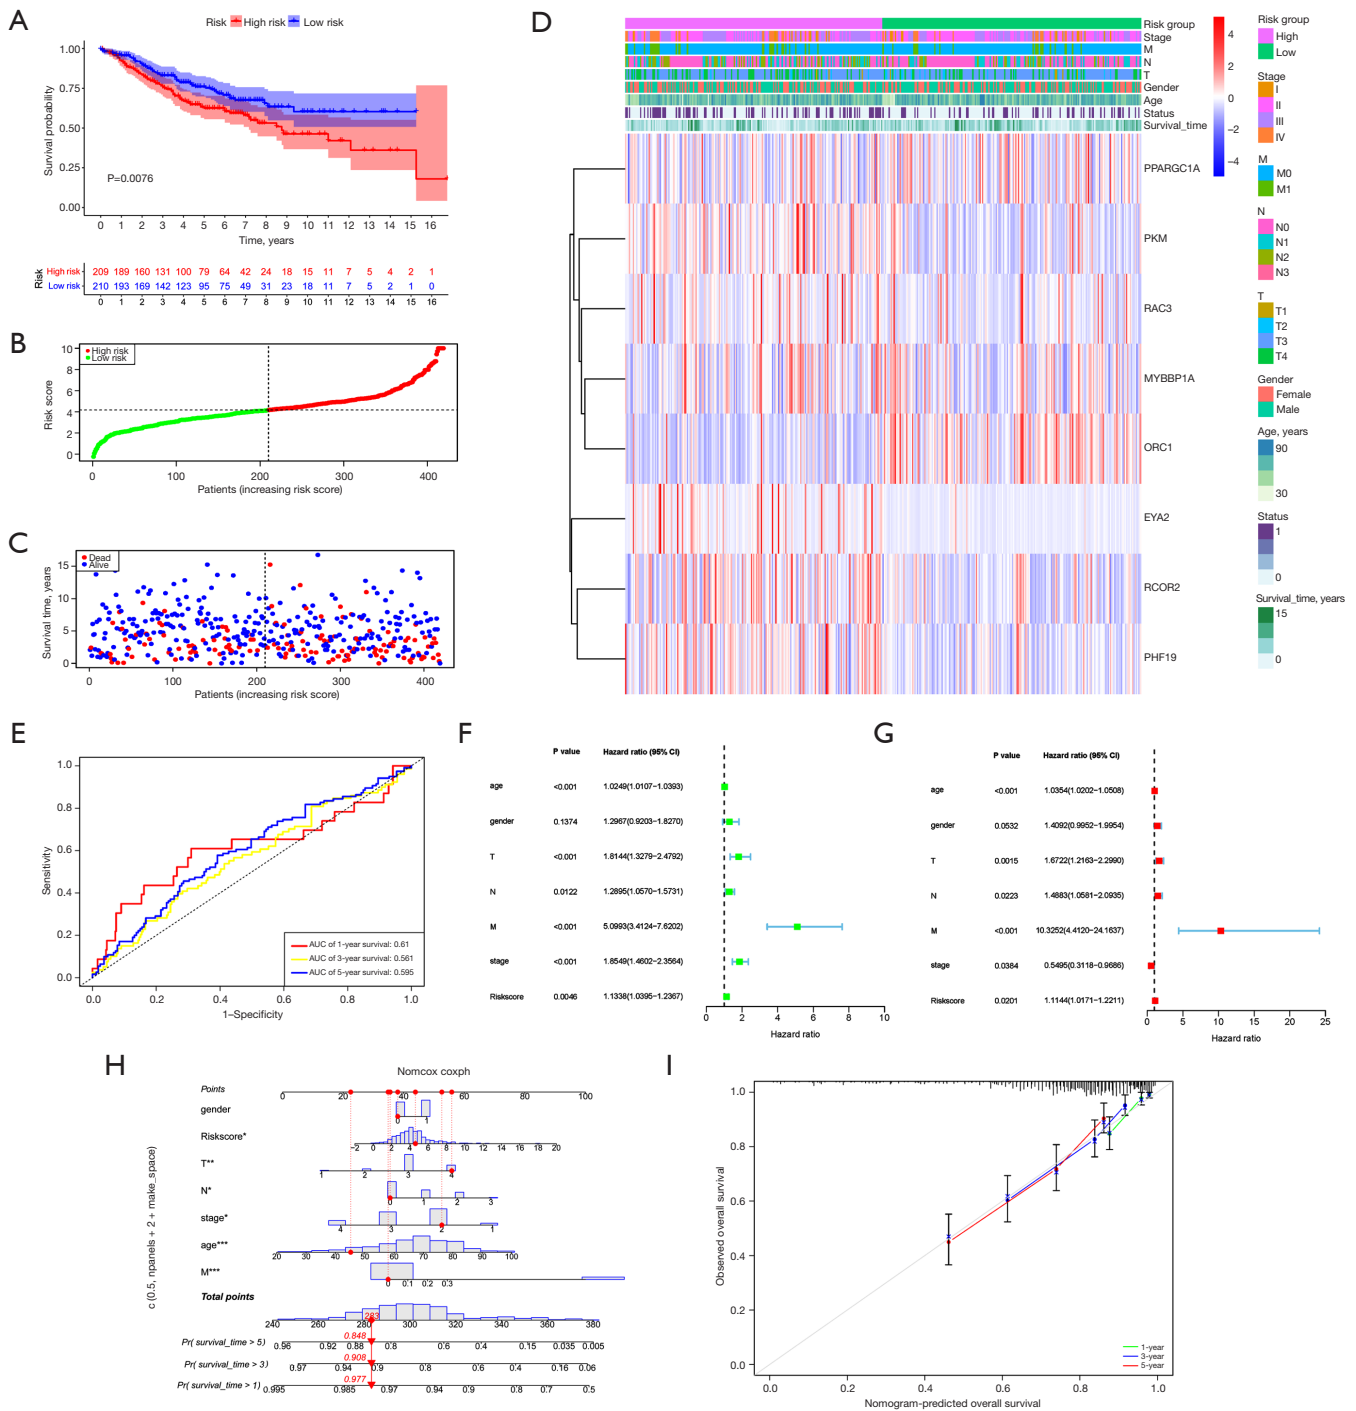 A
Risk High risk Low risk
Survival probability
1.00
0.75
0.50
0.25
0.00
P=0.0076
0 1 2 3 4 5 6 7 8 9 10 11 12 13 14 15 16
Time, years
Risk
High risk 209 189 160 131 100 79 64 42 24 18 15 11 7 5 4 2 1
Low risk 210 193 169 142 123 95 75 49 31 23 18 11 7 5 2 1 0
0 1 2 3 4 5 6 7 8 9 10 11 12 13 14 15 16
B
High risk
Low risk
Risk score
10
8
6
4
2
0
0 100 200 300 400
Patients (increasing risk score)
C
Dead
Alive
Survival time, years
15
10
5
0
0 100 200 300 400
Patients (increasing risk score)
D
Risk group
Stage
M
N
T
Gender
Age
Status
Survival_time
PPARGC1A
PKM
RAC3
MYBBP1A
ORC1
EYA2
RCOR2
PHF19
4
2
0
−2
−4
Risk group
High
Low
Stage
I
II
III
IV
M
M0
M1
N
N0
N1
N2
N3
T
T1
T2
T3
T4
Gender
Female
Male
Age, years
90
30
Status
1
0
Survival_time, years
15
0
E
Sensitivity
1.0
0.8
0.6
0.4
0.2
0.0
AUC of 1-year survival: 0.61
AUC of 3-year survival: 0.561
AUC of 5-year survival: 0.595
0.0 0.2 0.4 0.6 0.8 1.0
1−Specificity
F
P value Hazard ratio (95% CI)
age <0.001 1.0249(1.0107−1.0393)
gender 0.1374 1.2967(0.9203−1.8270)
T <0.001 1.8144(1.3279−2.4792)
N 0.0122 1.2895(1.0570−1.5731)
M <0.001 5.0993(3.4124−7.6202)
stage <0.001 1.8549(1.4602−2.3564)
Riskscore 0.0046 1.1338(1.0395−1.2367)
0 2 4 6 8 10
Hazard ratio
G
P value Hazard ratio (95% CI)
age <0.001 1.0354(1.0202−1.0508)
gender 0.0532 1.4092(0.9952−1.9954)
T 0.0015 1.6722(1.2163−2.2990)
N 0.0223 1.4883(1.0581−2.0935)
M <0.001 10.3252(4.4120−24.1637)
stage 0.0384 0.5495(0.3118−0.9686)
Riskscore 0.0201 1.1144(1.0171−1.2211)
0 5 10 15 20 25
Hazard ratio
H
Nomcox coxph
c (0.5, npanels + 2 + make_space)
Points
0 20 40 60 80 100
gender
0 1
Riskscore*
−2 0 2 4 6 8 10 12 14 16 18 20
T**
1 2 3 4
N*
0 1 2 3
stage*
4 3 2 1
age***
20 30 40 50 60 70 80 90 100
M***
0 0.1 0.2 0.3
Total points
283
240 260 280 300 320 340 360 380
0.848
Pr( survival_time > 5)
0.96 0.92 0.88 0.8 0.6 0.4 0.15 0.035 0.005
0.908
Pr( survival_time > 3)
0.97 0.94 0.9 0.8 0.6 0.4 0.16 0.06
0.977
Pr( survival_time > 1)
0.995 0.985 0.97 0.94 0.9 0.8 0.7 0.5
I
Observed overall survival
1.0
0.8
0.6
0.4
0.2
0.0
1-year
3-year
5-year
0.0 0.2 0.4 0.6 0.8 1.0
Nomogram-predicted overall survival